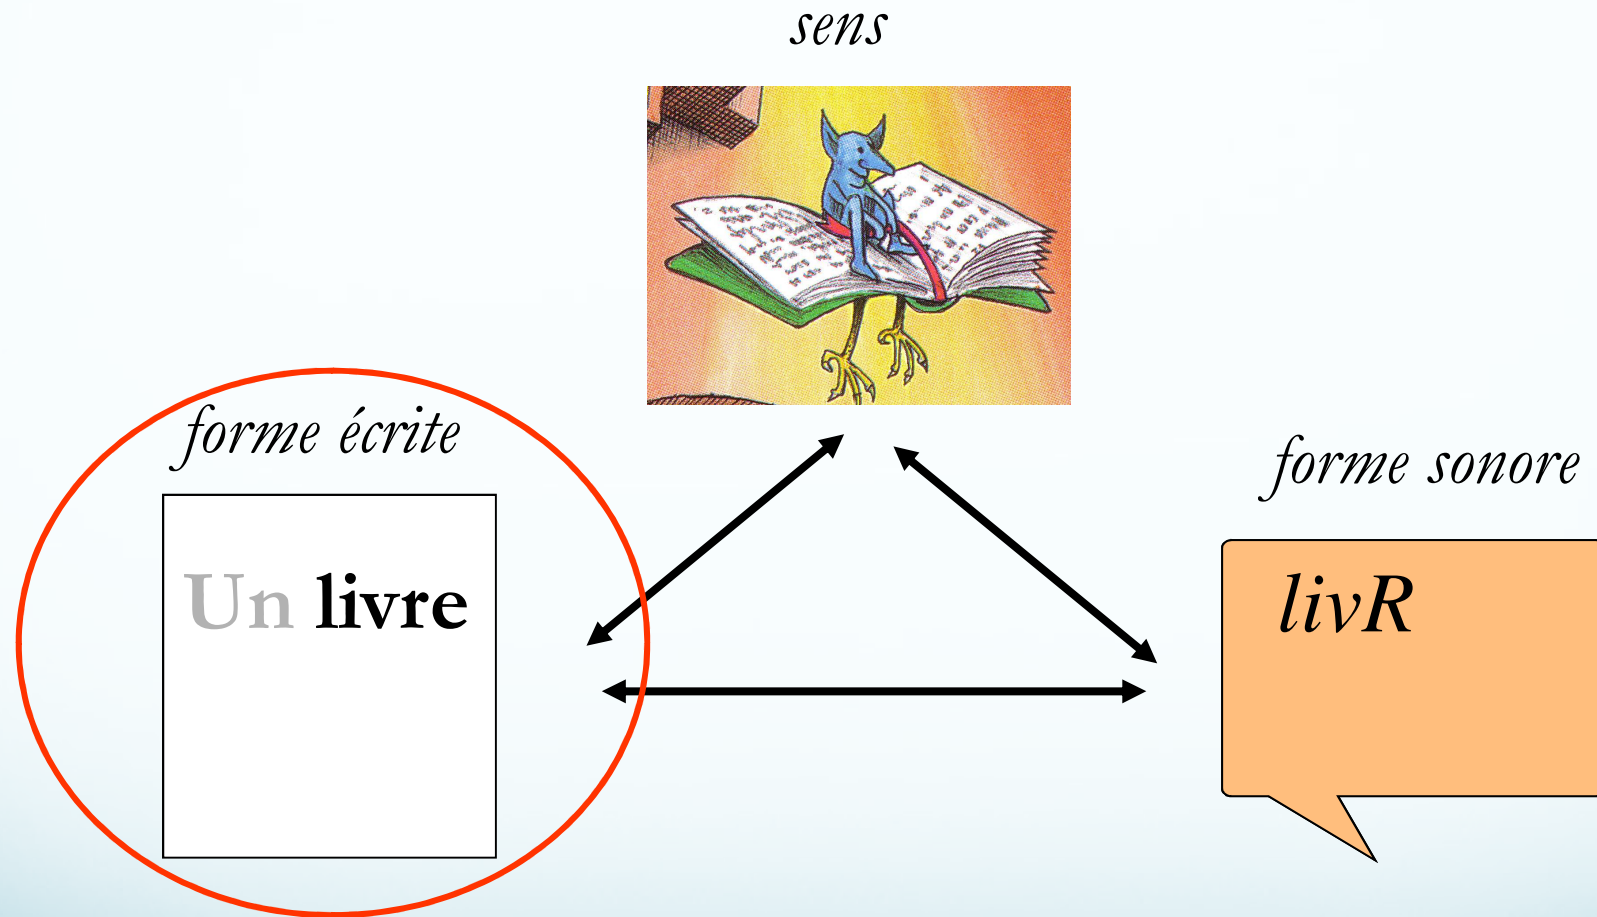 sens
forme écrite
forme sonore
Un livre
livR